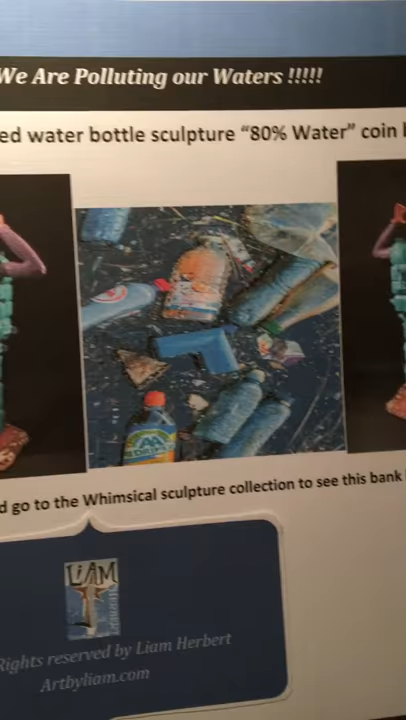 We Are Polluting our Waters !!!!!
ed water bottle sculpture “80% Water” coin
d go to the Whimsical sculpture collection to see this bank
LiAM
HERBERT
Rights reserved by Liam Herbert
Artbyliam.com